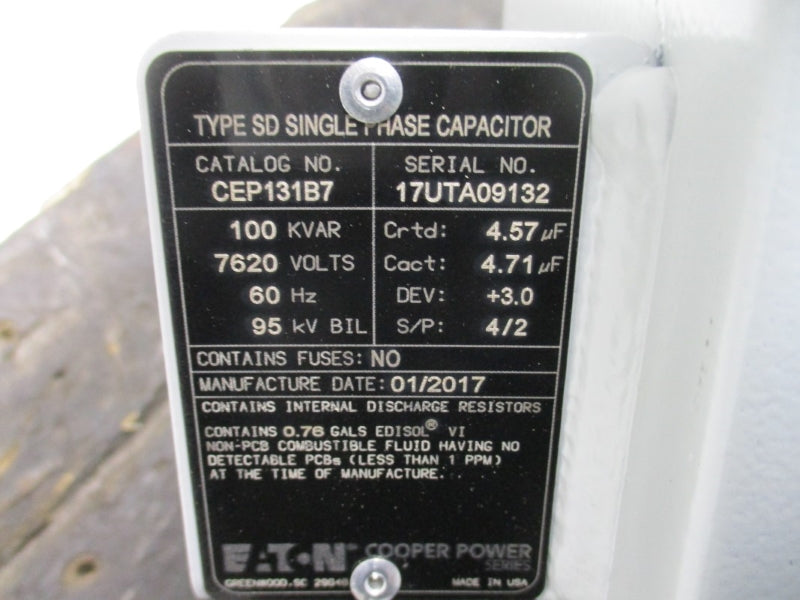 TYPE SD SINGLE PHASE CAPACITOR
CATALOG NO. SERIAL NO.
CEP131B7 17UTA09132
100 KVAR Crtd: 4.57 µF
7620 VOLTS Cact: 4.71 µF
60 Hz DEV: +3.0
95 kV BIL S/P: 4/2
CONTAINS FUSES: NO
MANUFACTURE DATE: 01/2017
CONTAINS INTERNAL DISCHARGE RESISTORS
CONTAINS 0.76 GALS EDISOL® VI
NON-PCB COMBUSTIBLE FLUID HAVING NO
DETECTABLE PCBs (LESS THAN 1 PPM)
AT THE TIME OF MANUFACTURE.
EATON COOPER POWER
SERIES
GREENWOOD, SC MADE IN USA